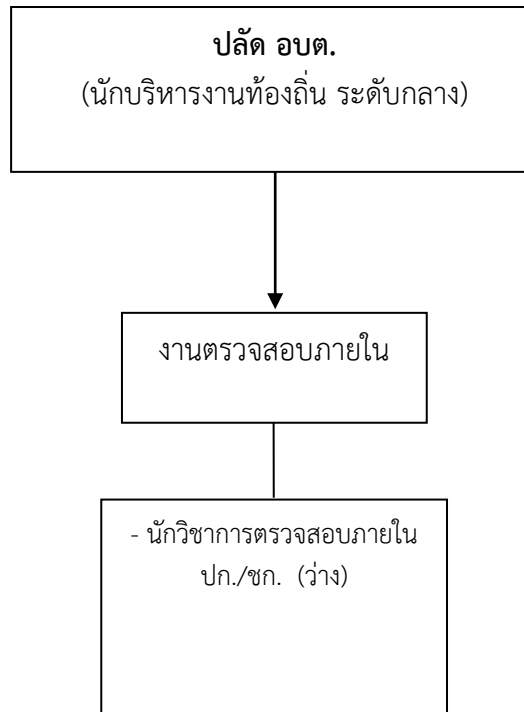 ปลัด อบต.
(นักบริหารงานท้องถิ่น ระดับกลาง)
งานตรวจสอบภายใน
- นักวิชาการตรวจสอบภายใน
ปก./ชก. (ว่าง)